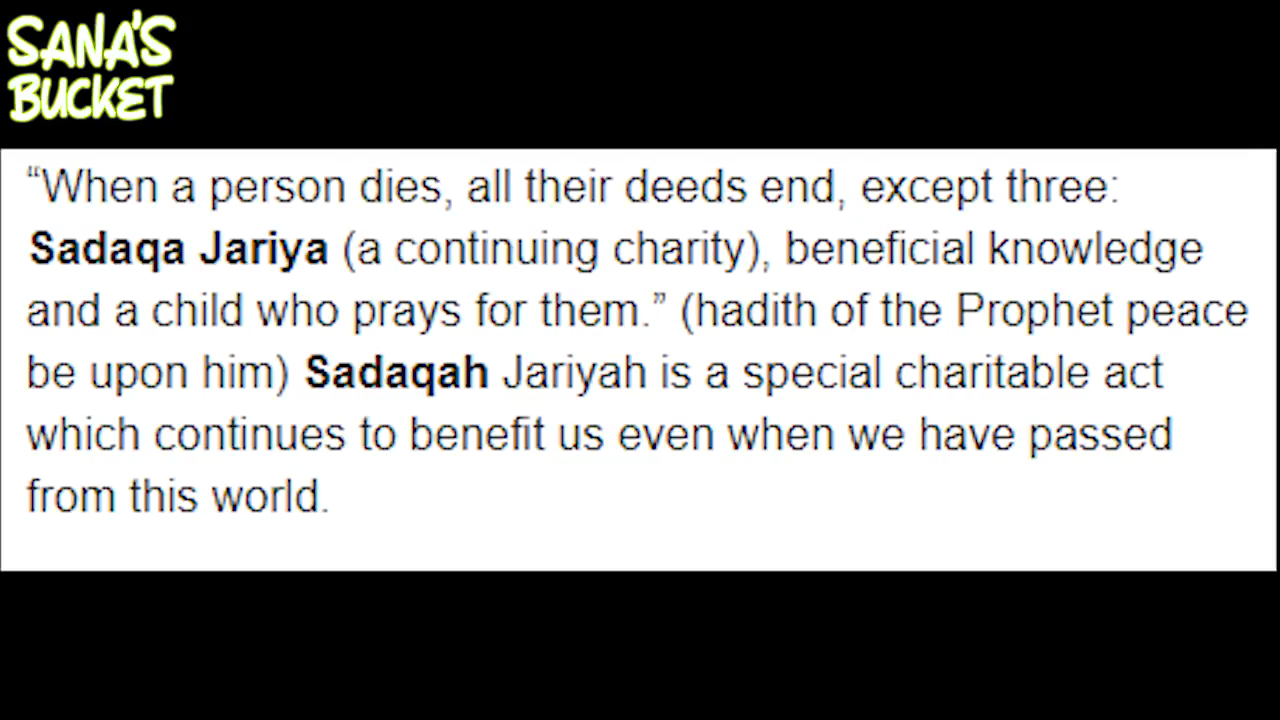 SANA'S
BUCKET
“When a person dies, all their deeds end, except three:
Sadaqa Jariya (a continuing charity), beneficial knowledge
and a child who prays for them.” (hadith of the Prophet peace
be upon him) Sadaqah Jariyah is a special charitable act
which continues to benefit us even when we have passed
from this world.